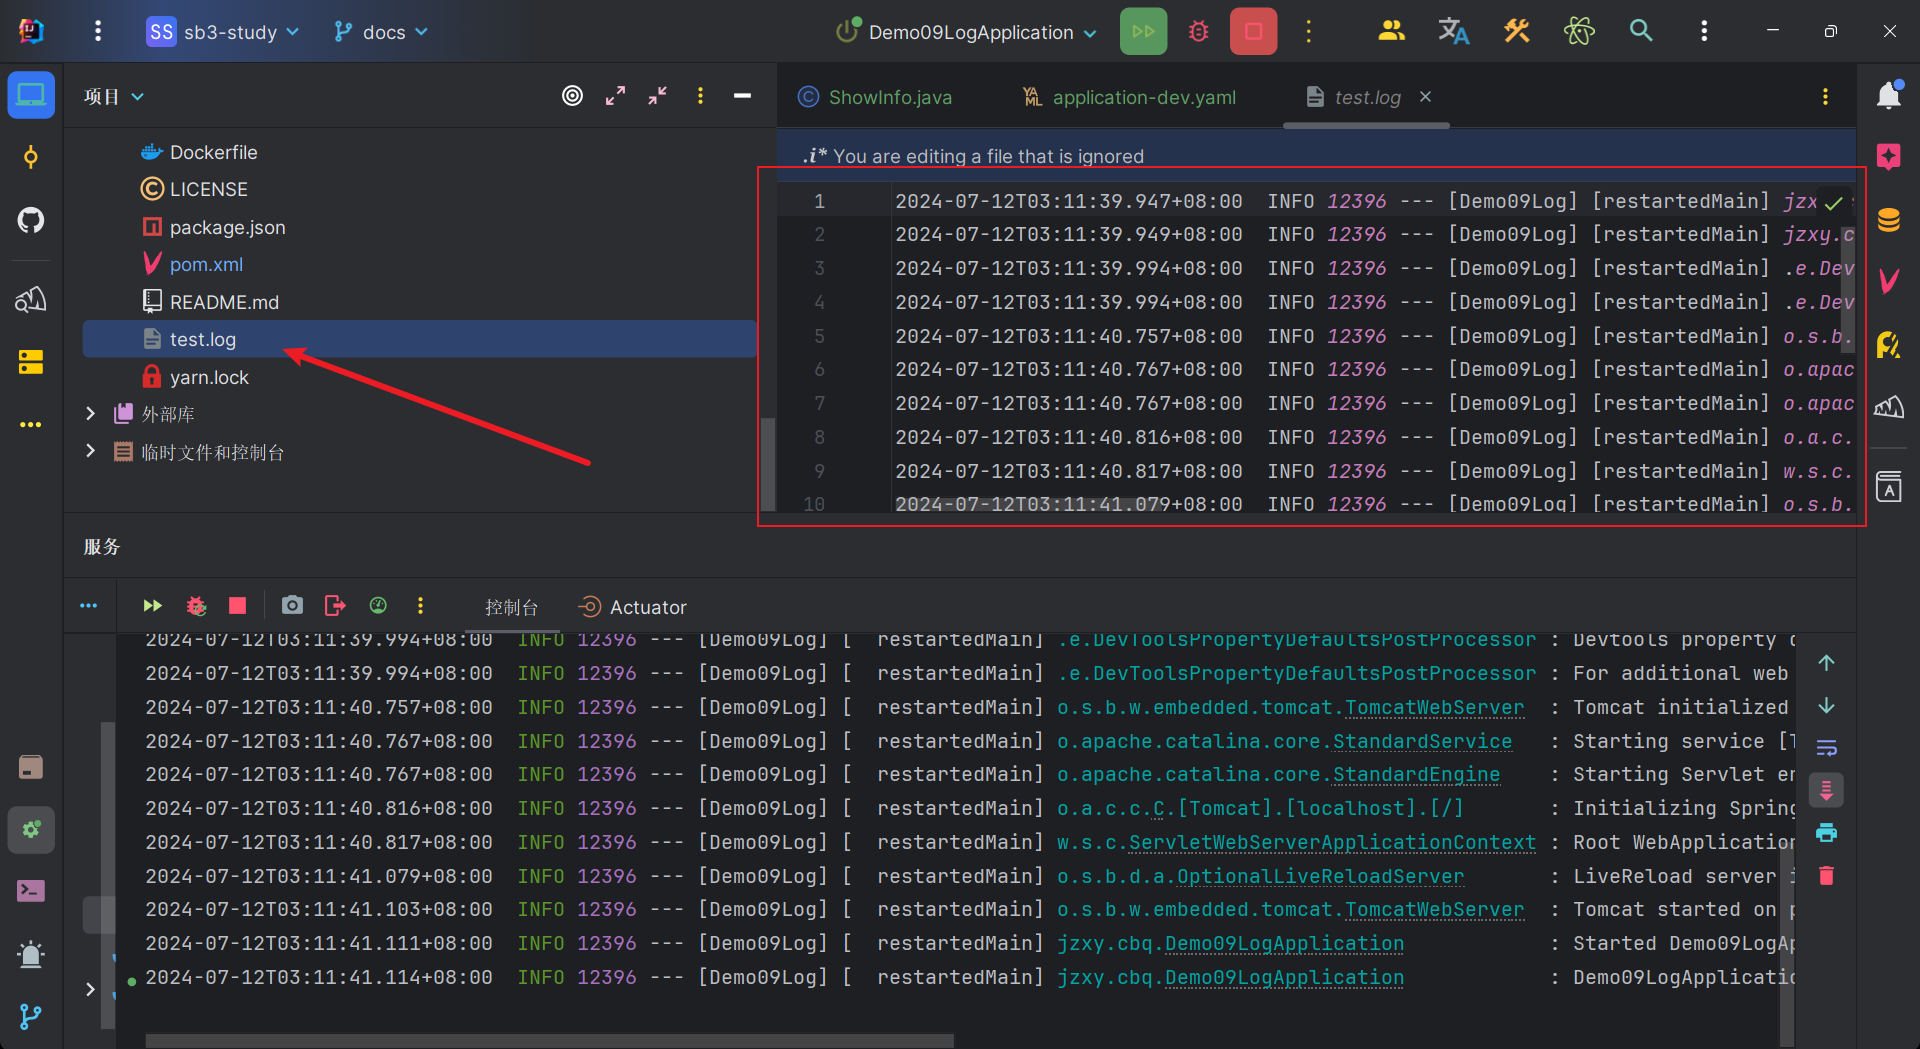 SS sb3-study
docs
Demo09LogApplication
项目
ShowInfo.java
YAML application-dev.yaml
test.log
Dockerfile
LICENSE
package.json
pom.xml
README.md
test.log
yarn.lock
外部库
临时文件和控制台
.i* You are editing a file that is ignored
1 2024-07-12T03:11:39.947+08:00 INFO 12396 --- [Demo09Log] [restartedMain] jzx
2 2024-07-12T03:11:39.949+08:00 INFO 12396 --- [Demo09Log] [restartedMain] jzxy.c
3 2024-07-12T03:11:39.994+08:00 INFO 12396 --- [Demo09Log] [restartedMain] .e.Dev
4 2024-07-12T03:11:39.994+08:00 INFO 12396 --- [Demo09Log] [restartedMain] .e.Dev
5 2024-07-12T03:11:40.757+08:00 INFO 12396 --- [Demo09Log] [restartedMain] o.s.b.
6 2024-07-12T03:11:40.767+08:00 INFO 12396 --- [Demo09Log] [restartedMain] o.apac
7 2024-07-12T03:11:40.767+08:00 INFO 12396 --- [Demo09Log] [restartedMain] o.apac
8 2024-07-12T03:11:40.816+08:00 INFO 12396 --- [Demo09Log] [restartedMain] o.a.c.
9 2024-07-12T03:11:40.817+08:00 INFO 12396 --- [Demo09Log] [restartedMain] w.s.c.
10 2024-07-12T03:11:41.079+08:00 INFO 12396 --- [Demo09Log] [restartedMain] o.s.b.
服务
控制台
Actuator
2024-07-12T03:11:39.994+08:00 INFO 12396 --- [Demo09Log] [ restartedMain] .e.DevToolsPropertyDefaultsPostProcessor : Devtools property
2024-07-12T03:11:39.994+08:00 INFO 12396 --- [Demo09Log] [ restartedMain] .e.DevToolsPropertyDefaultsPostProcessor : For additional web
2024-07-12T03:11:40.757+08:00 INFO 12396 --- [Demo09Log] [ restartedMain] o.s.b.w.embedded.tomcat.TomcatWebServer : Tomcat initialized
2024-07-12T03:11:40.767+08:00 INFO 12396 --- [Demo09Log] [ restartedMain] o.apache.catalina.core.StandardService : Starting service [T
2024-07-12T03:11:40.767+08:00 INFO 12396 --- [Demo09Log] [ restartedMain] o.apache.catalina.core.StandardEngine : Starting Servlet en
2024-07-12T03:11:40.816+08:00 INFO 12396 --- [Demo09Log] [ restartedMain] o.a.c.c.C.[Tomcat].[localhost].[/] : Initializing Spring
2024-07-12T03:11:40.817+08:00 INFO 12396 --- [Demo09Log] [ restartedMain] w.s.c.ServletWebServerApplicationContext : Root WebApplication
2024-07-12T03:11:41.079+08:00 INFO 12396 --- [Demo09Log] [ restartedMain] o.s.b.d.a.OptionalLiveReloadServer : LiveReload server i
2024-07-12T03:11:41.103+08:00 INFO 12396 --- [Demo09Log] [ restartedMain] o.s.b.w.embedded.tomcat.TomcatWebServer : Tomcat started on p
2024-07-12T03:11:41.111+08:00 INFO 12396 --- [Demo09Log] [ restartedMain] jzxy.cbq.Demo09LogApplication : Started Demo09LogAp
2024-07-12T03:11:41.114+08:00 INFO 12396 --- [Demo09Log] [ restartedMain] jzxy.cbq.Demo09LogApplication : Demo09LogApplicatio